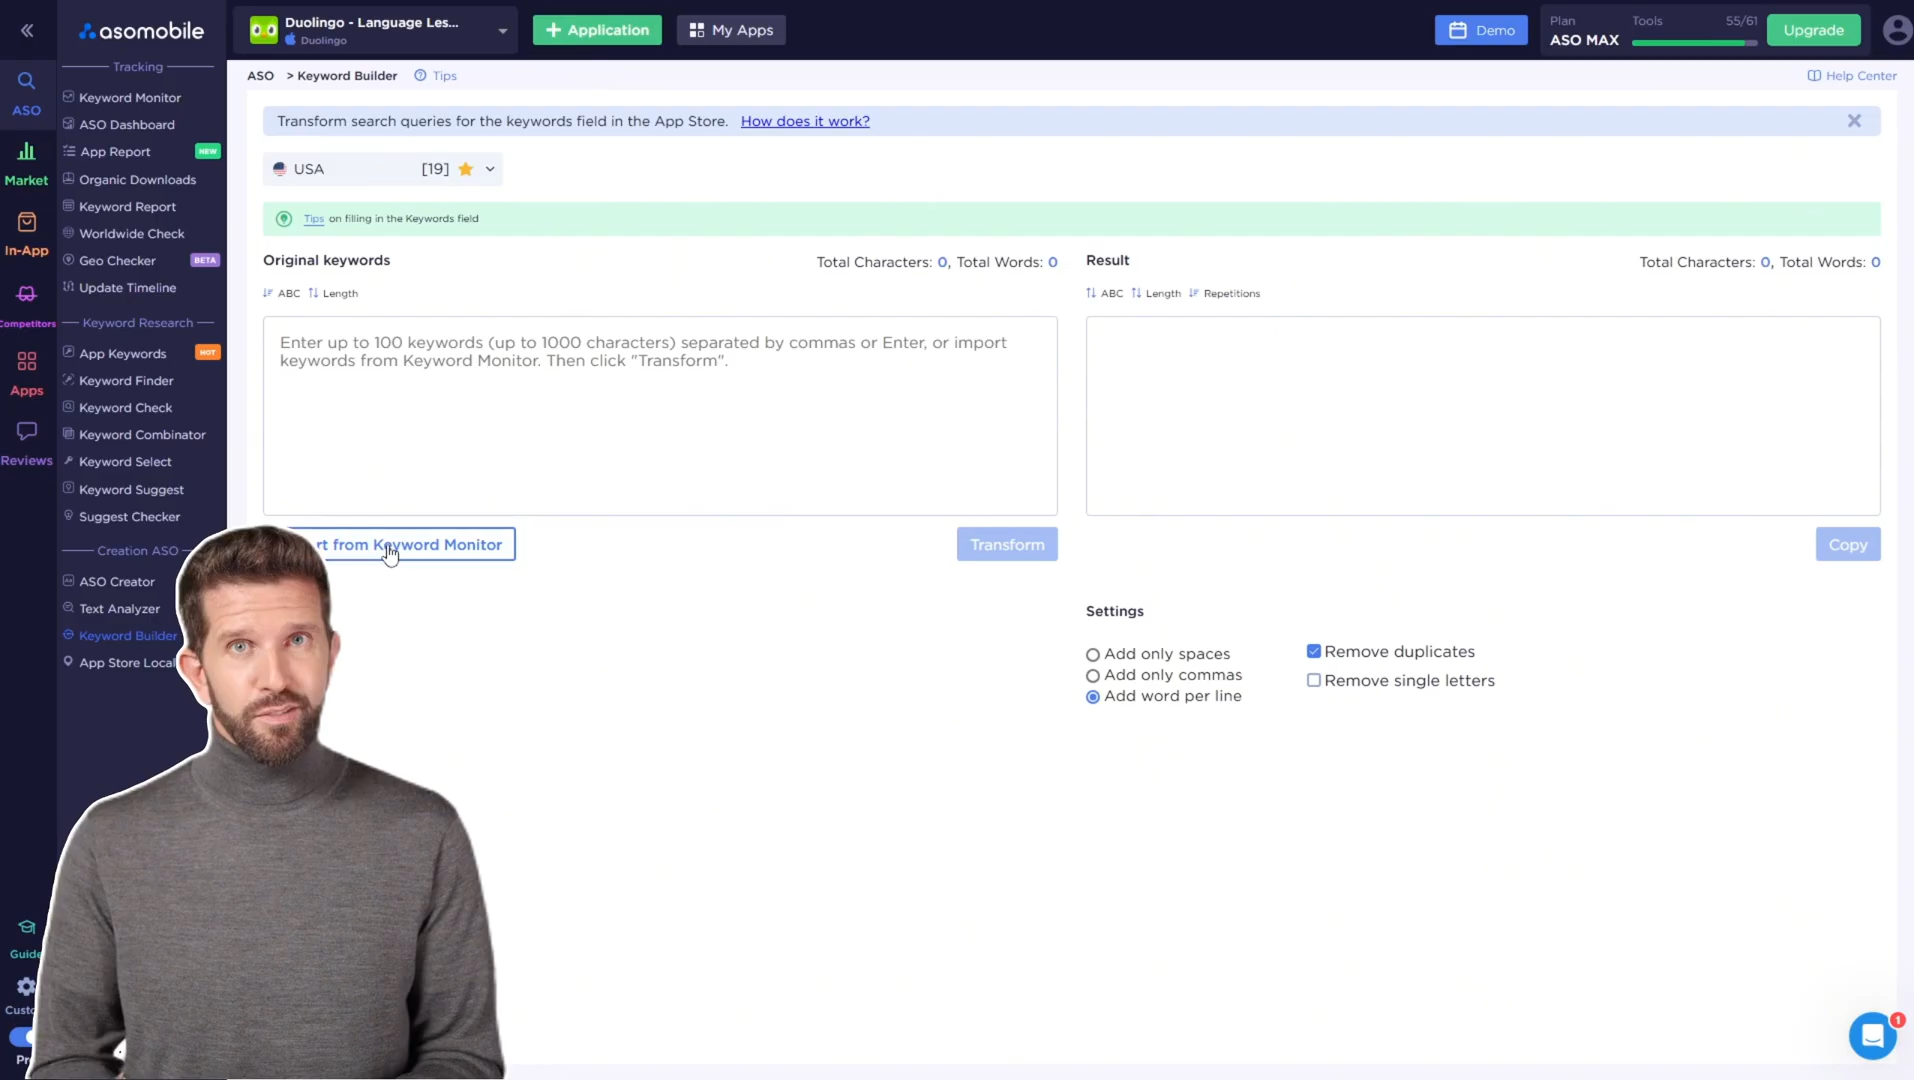 asomobile
Duolingo - Language Les...
Duolingo
Application
My Apps
Demo
Plan
ASO MAX
Tools
55/61
Upgrade
ASO
Market
In-App
Competitors
Apps
Reviews
Guide
Tracking
Keyword Monitor
ASO Dashboard
App Report NEW
Organic Downloads
Keyword Report
Worldwide Check
Geo Checker BETA
Update Timeline
Keyword Research
App Keywords HOT
Keyword Finder
Keyword Check
Keyword Combinator
Keyword Select
Keyword Suggest
Suggest Checker
Creation ASO
ASO Creator
Text Analyzer
Keyword Builder
App Store Local
ASO > Keyword Builder Tips
Help Center
Transform search queries for the keywords field in the App Store. How does it work?
USA [19]
Tips on filling in the Keywords field
Original keywords
Total Characters: 0, Total Words: 0
ABC Length
Enter up to 100 keywords (up to 1000 characters) separated by commas or Enter, or import
keywords from Keyword Monitor. Then click "Transform".
rt from Keyword Monitor
Transform
Result
Total Characters: 0, Total Words: 0
ABC Length Repetitions
Copy
Settings
Add only spaces
Add only commas
Add word per line
Remove duplicates
Remove single letters
1